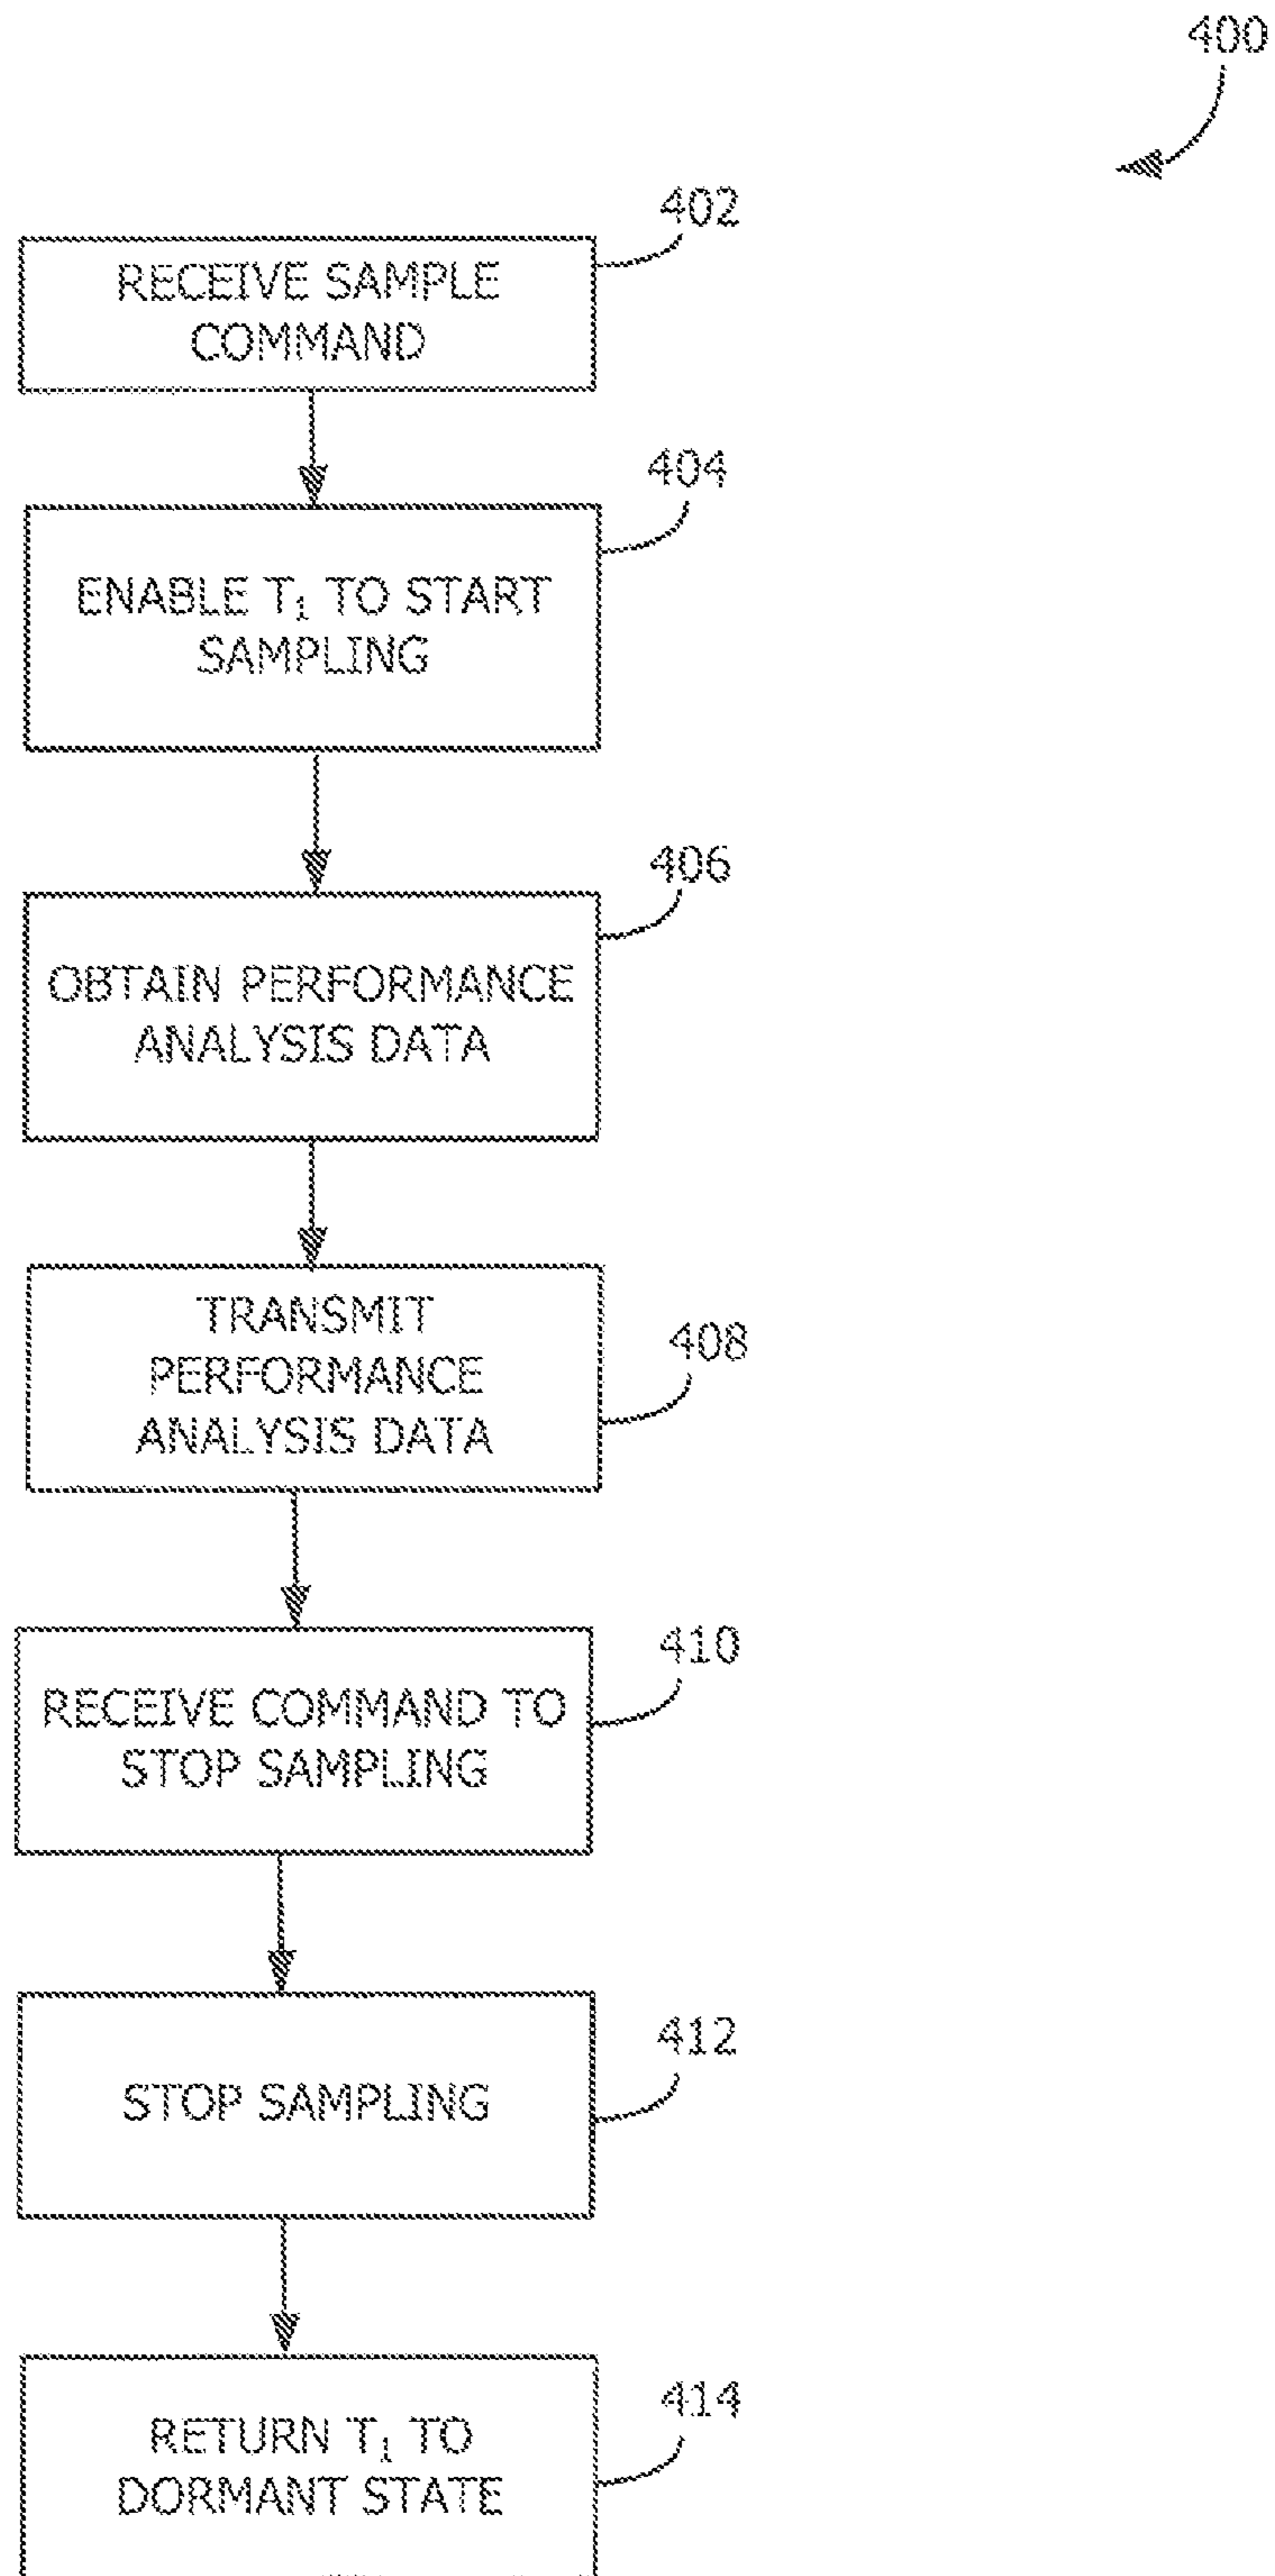 400
402
RECEIVE SAMPLE
COMMAND
404
ENABLE T₁ TO START
SAMPLING
406
OBTAIN PERFORMANCE
ANALYSIS DATA
TRANSMIT
PERFORMANCE
ANALYSIS DATA
408
410
RECEIVE COMMAND TO
STOP SAMPLING
412
STOP SAMPLING
414
RETURN T₁ TO
DORMANT STATE